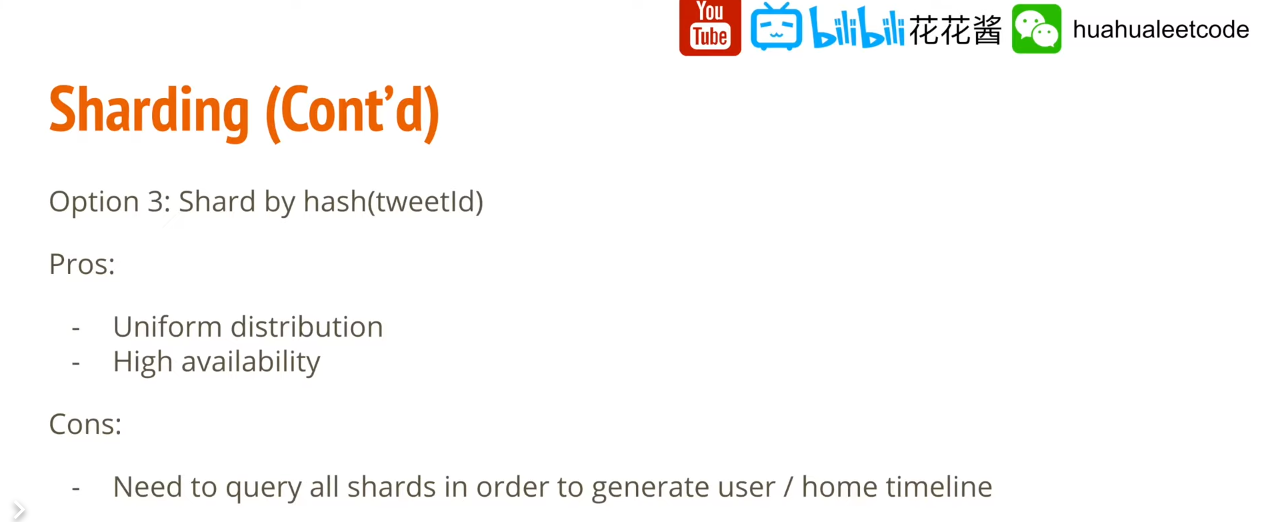 You
Tube
bilibili 花花酱 huahualeetcode
Sharding (Cont’d)
Option 3: Shard by hash(tweetId)
Pros:
- Uniform distribution
- High availability
Cons:
- Need to query all shards in order to generate user / home timeline